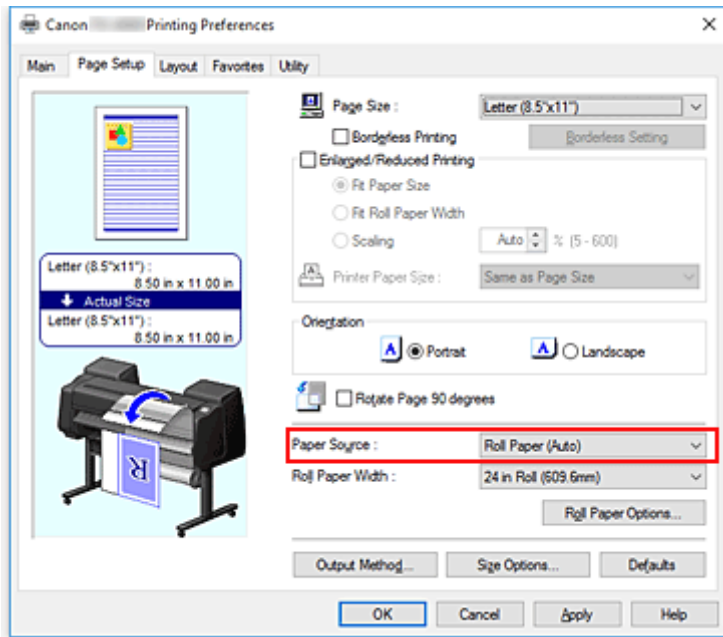 Canon Printing Preferences
Main Page Setup Layout Favorites Utility
Page Size : Letter (8.5"x11")
Borderless Printing Borderless Setting
Enlarged/Reduced Printing
Fit Paper Size
Fit Roll Paper Width
Scaling Auto % (5 - 600)
Printer Paper Size : Same as Page Size
Letter (8.5"x11") :
8.50 in x 11.00 in
Actual Size
Letter (8.5"x11") :
8.50 in x 11.00 in
Orientation
A Portrait A Landscape
Rotate Page 90 degrees
Paper Source : Roll Paper (Auto)
Roll Paper Width : 24 in Roll (609.6mm)
R
Roll Paper Options...
Output Method... Size Options... Defaults
OK Cancel Apply Help